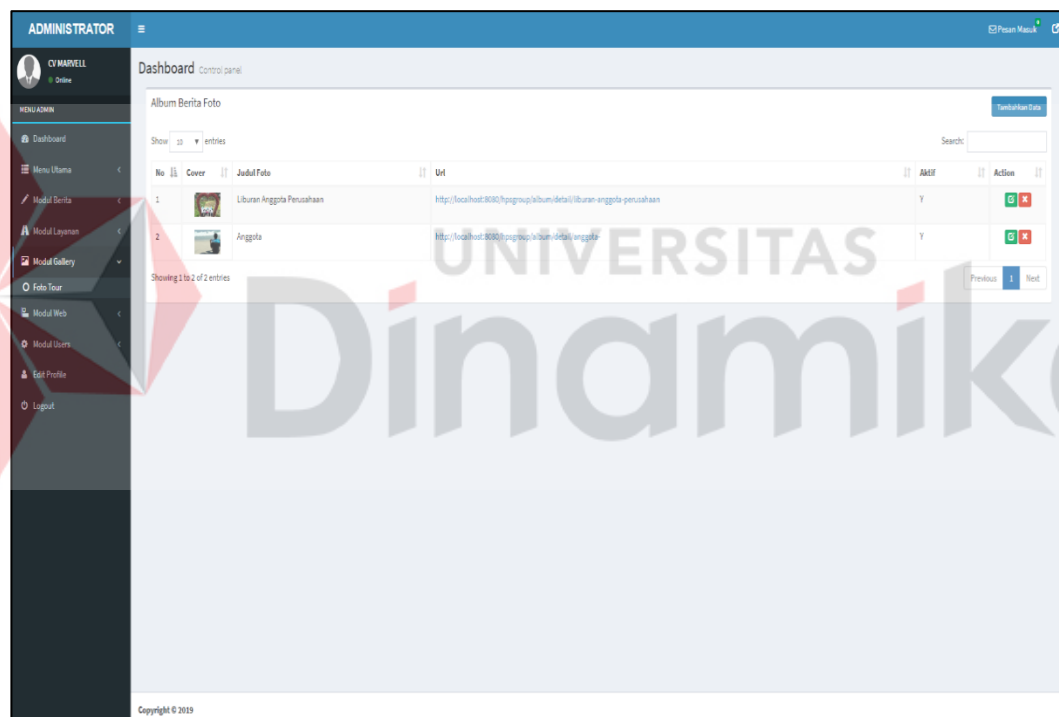 ADMINISTRATOR
Pesan Masuk 0
CV MARVELL
Online
MENU ADMIN
Dashboard
Menu Utama
Modul Berita
Modul Layanan
Modul Gallery
Foto Tour
Modul Web
Modul Users
Edit Profile
Logout
Dashboard Control panel
Album Berita Foto
Tambahkan Data
Show 10 entries
Search:
No Cover Judul Foto Url Aktif Action
1 Liburan Anggota Perusahaan http://localhost:8080/hpsgroup/album/detail/liburan-anggota-perusahaan Y
2 Anggota http://localhost:8080/hpsgroup/album/detail/anggota- Y
Showing 1 to 2 of 2 entries
Previous 1 Next
UNIVERSITAS
Dinamika
Copyright © 2019